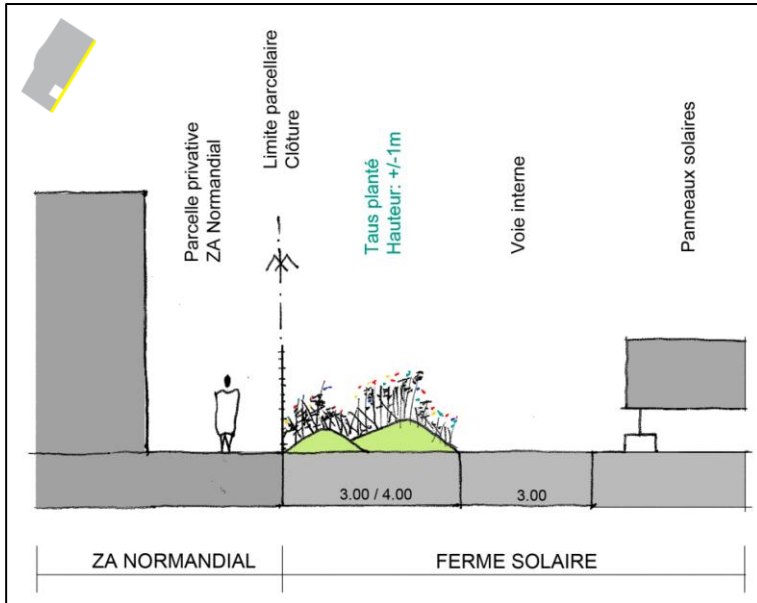 Parcelle privative
ZA Normandial
Limite parcellaire
Clôture
Taus planté
Hauteur: +/-1m
Voie interne
Panneaux solaires
3.00 / 4.00
3.00
ZA NORMANDIAL
FERME SOLAIRE